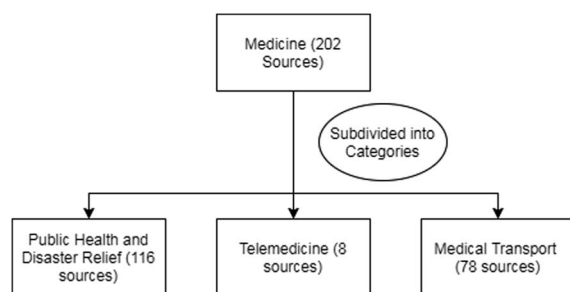 Medicine (202
Sources)
Subdivided into
Categories
Public Health and
Disaster Relief (116
sources)
Telemedicine (8
sources)
Medical Transport
(78 sources)